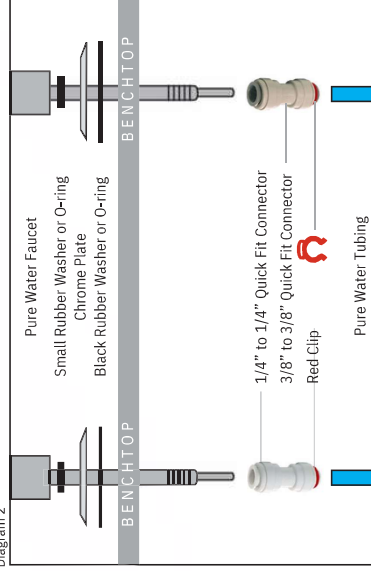 Diagram 2
Pure Water Faucet
Small Rubber Washer or O-ring
Chrome Plate
Black Rubber Washer or O-ring
BENCHTOP
BENCHTOP
1/4” to 1/4” Quick Fit Connector
3/8” to 3/8” Quick Fit Connector
Red Clip
Pure Water Tubing